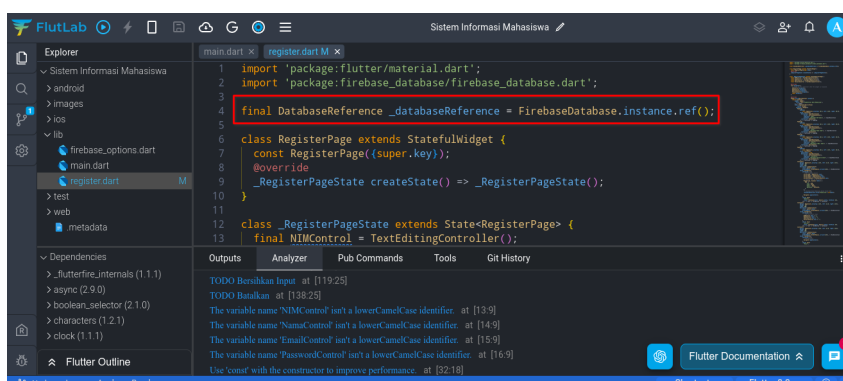 FlutLab
Sistem Informasi Mahasiswa
A
Explorer
main.dart
register.dart M
Sistem Informasi Mahasiswa
android
images
ios
lib
firebase_options.dart
main.dart
register.dart M
test
web
.metadata
1 import 'package:flutter/material.dart';
2 import 'package:firebase_database/firebase_database.dart';
3
4 final DatabaseReference _databaseReference = FirebaseDatabase.instance.ref();
5
6 class RegisterPage extends StatefulWidget {
7 const RegisterPage({super.key});
8 @override
9 _RegisterPageState createState() => _RegisterPageState();
10 }
11
12 class _RegisterPageState extends State<RegisterPage> {
13 final NIMControl = TextEditingController();
Dependencies
_flutterfire_internals (1.1.1)
async (2.9.0)
boolean_selector (2.1.0)
characters (1.2.1)
clock (1.1.1)
Flutter Outline
Outputs Analyzer Pub Commands Tools Git History
TODO Bersihkan Input at [119:25]
TODO Batalkan at [138:25]
The variable name 'NIMControl' isn't a lowerCamelCase identifier. at [13:9]
The variable name 'NamaControl' isn't a lowerCamelCase identifier. at [14:9]
The variable name 'EmailControl' isn't a lowerCamelCase identifier. at [15:9]
The variable name 'PasswordControl' isn't a lowerCamelCase identifier. at [16:9]
Use 'const' with the constructor to improve performance. at [32:18]
Flutter Documentation